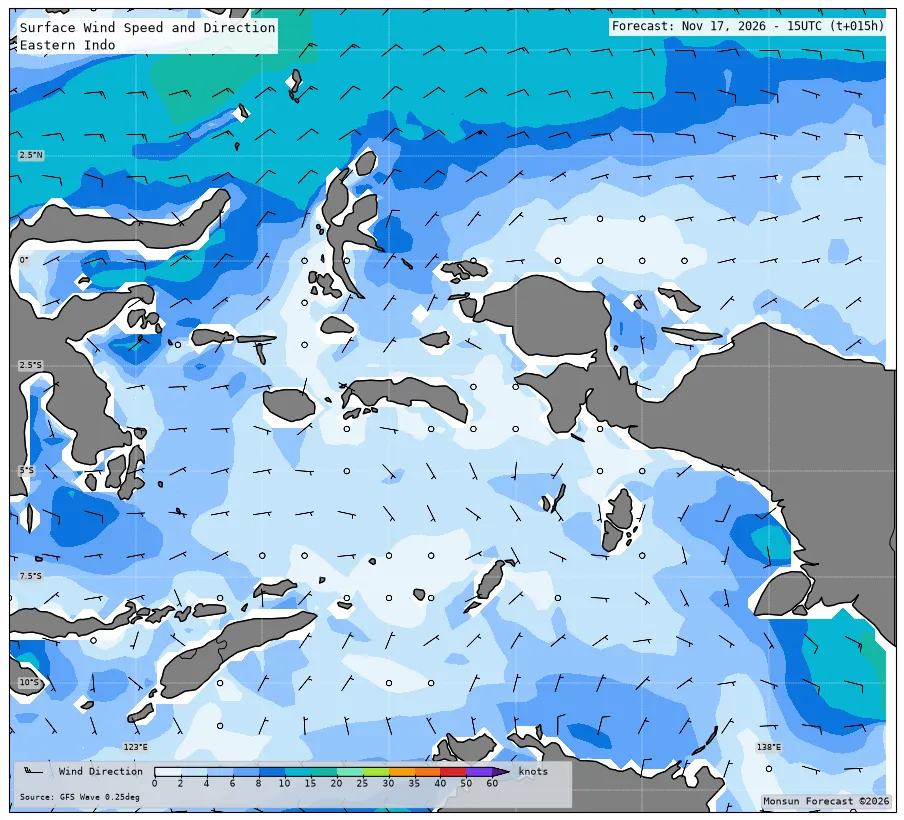 Surface Wind Speed and Direction
Eastern Indo
Forecast: Nov 17, 2026 - 15UTC (t+015h)
2.5°N
0°
2.5°S
5°S
7.5°S
10°S
123°E
138°E
Wind Direction
knots
0 2 4 6 8 10 15 20 25 30 35 40 50 60
Source: GFS Wave 0.25deg
Monsun Forecast ©2026